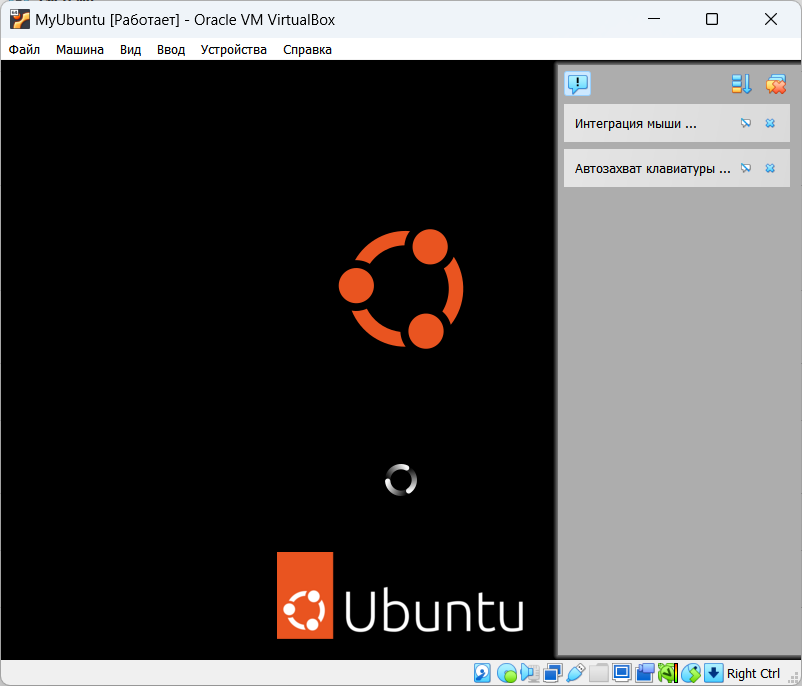 MyUbuntu [Работает] - Oracle VM VirtualBox
Файл Машина Вид Ввод Устройства Справка
Интеграция мыши ...
Автозахват клавиатуры ...
Ubuntu
Right Ctrl